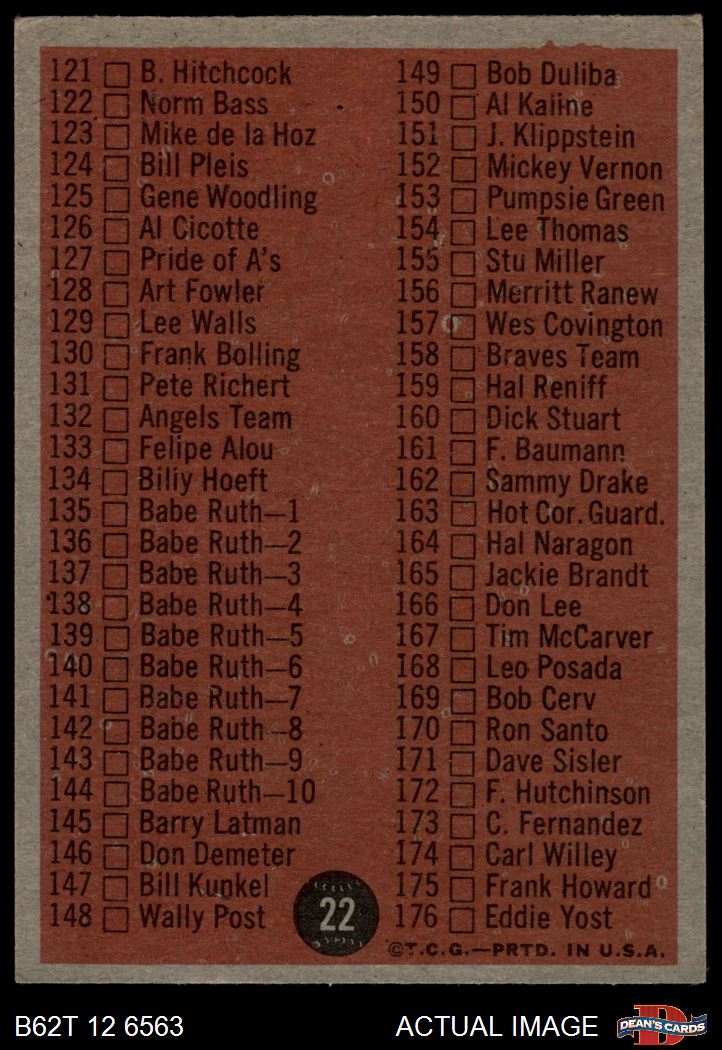 121 B. Hitchcock
122 Norm Bass
123 Mike de la Hoz
124 Bill Pleis
125 Gene Woodling
126 Al Cicotte
127 Pride of A's
128 Art Fowler
129 Lee Walls
130 Frank Bolling
131 Pete Richert
132 Angels Team
133 Felipe Alou
134 Billy Hoeft
135 Babe Ruth—1
136 Babe Ruth—2
137 Babe Ruth—3
138 Babe Ruth—4
139 Babe Ruth—5
140 Babe Ruth—6
141 Babe Ruth—7
142 Babe Ruth—8
143 Babe Ruth—9
144 Babe Ruth—10
145 Barry Latman
146 Don Demeter
147 Bill Kunkel
148 Wally Post
149 Bob Duliba
150 Al Kaline
151 J. Klippstein
152 Mickey Vernon
153 Pumpsie Green
154 Lee Thomas
155 Stu Miller
156 Merritt Ranew
157 Wes Covington
158 Braves Team
159 Hal Reniff
160 Dick Stuart
161 F. Baumann
162 Sammy Drake
163 Hot Cor. Guard.
164 Hal Naragon
165 Jackie Brandt
166 Don Lee
167 Tim McCarver
168 Leo Posada
169 Bob Cerv
170 Ron Santo
171 Dave Sisler
172 F. Hutchinson
173 C. Fernandez
174 Carl Willey
175 Frank Howard
176 Eddie Yost
22
©T.C.G.—PRTD. IN U.S.A.
B62T 12 6563
ACTUAL IMAGE
D
DEAN'S CARDS